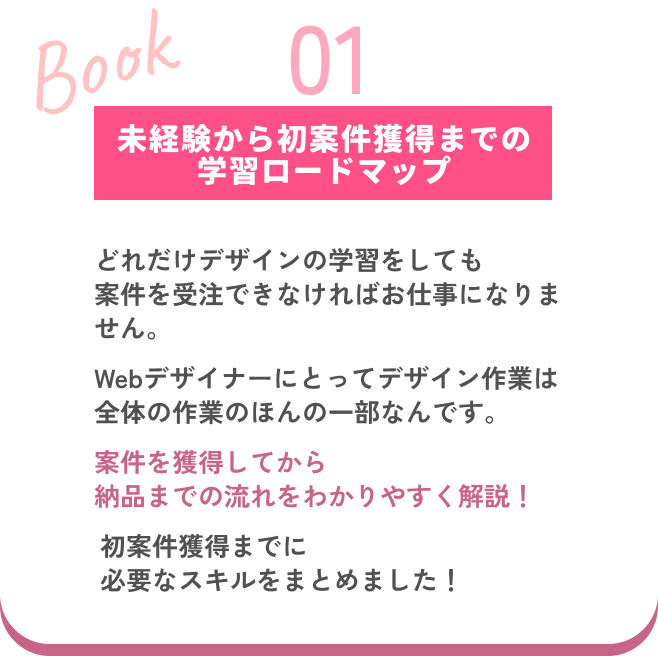 Book
01
未経験から初案件獲得までの
学習ロードマップ
どれだけデザインの学習をしても
案件を受注できなければお仕事になりま
せん。
Webデザイナーにとってデザイン作業は
全体の作業のほんの一部なんです。
案件を獲得してから
納品までの流れをわかりやすく解説！
初案件獲得までに
必要なスキルをまとめました！